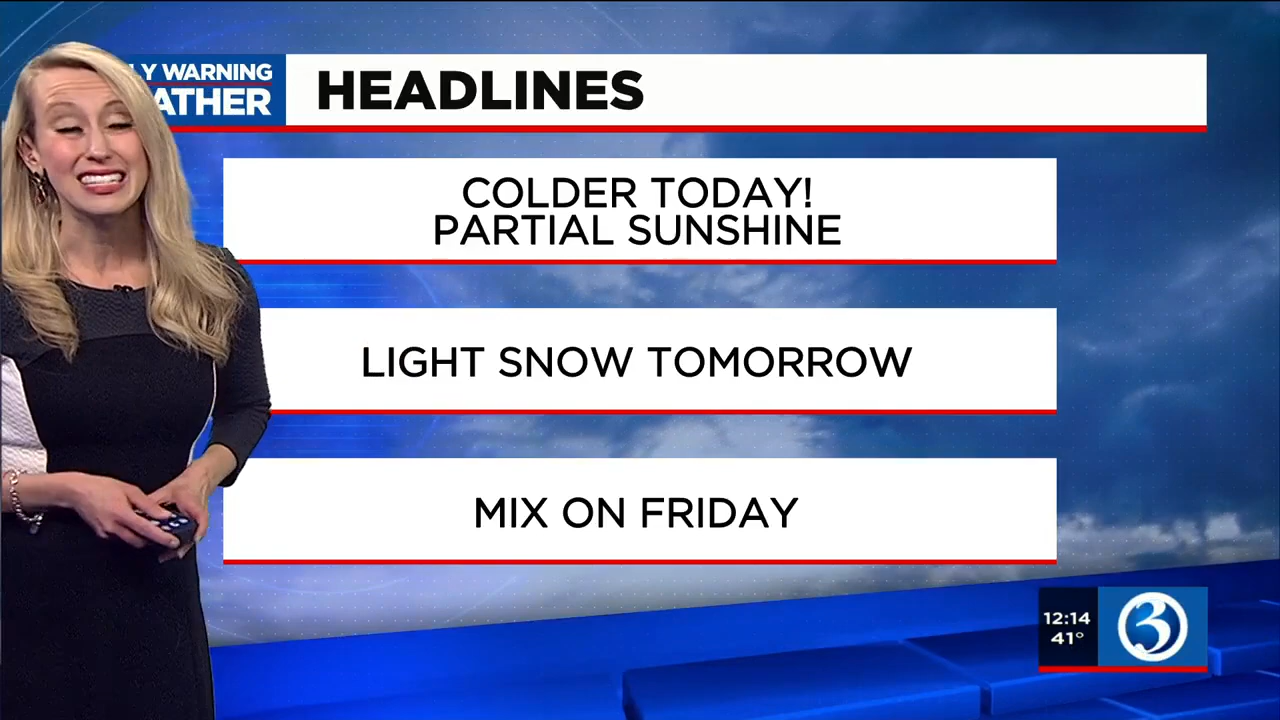 LY WARNING
ATHER
HEADLINES
COLDER TODAY!
PARTIAL SUNSHINE
LIGHT SNOW TOMORROW
MIX ON FRIDAY
12:14
41°
3